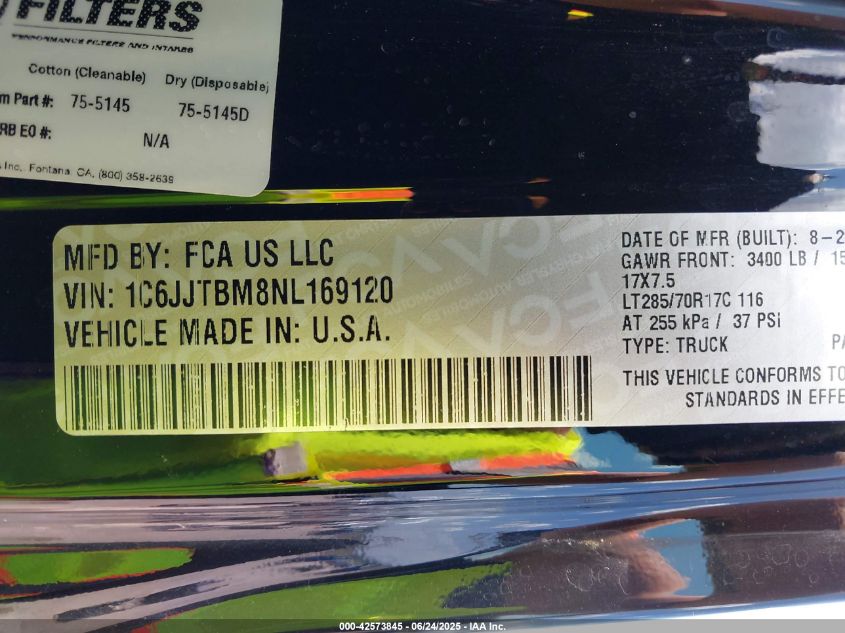 FILTERS
PERFORMANCE FILTERS AND INTAKES
Cotton (Cleanable) Dry (Disposable)
m Part #: 75-5145 75-5145D
RB EO #: N/A
Inc., Fontana, CA, (800) 358-2639
MFD BY: FCA US LLC
VIN: 1C6JJTBM8NL169120
VEHICLE MADE IN: U.S.A.
DATE OF MFR (BUILT): 8-2
GAWR FRONT: 3400 LB / 15
17X7.5
LT285/70R17C 116
AT 255 kPa / 37 PSI
TYPE: TRUCK PA
THIS VEHICLE CONFORMS TO
STANDARDS IN EFFE
000-42573845 / 06/24/2025 - IAA Inc.